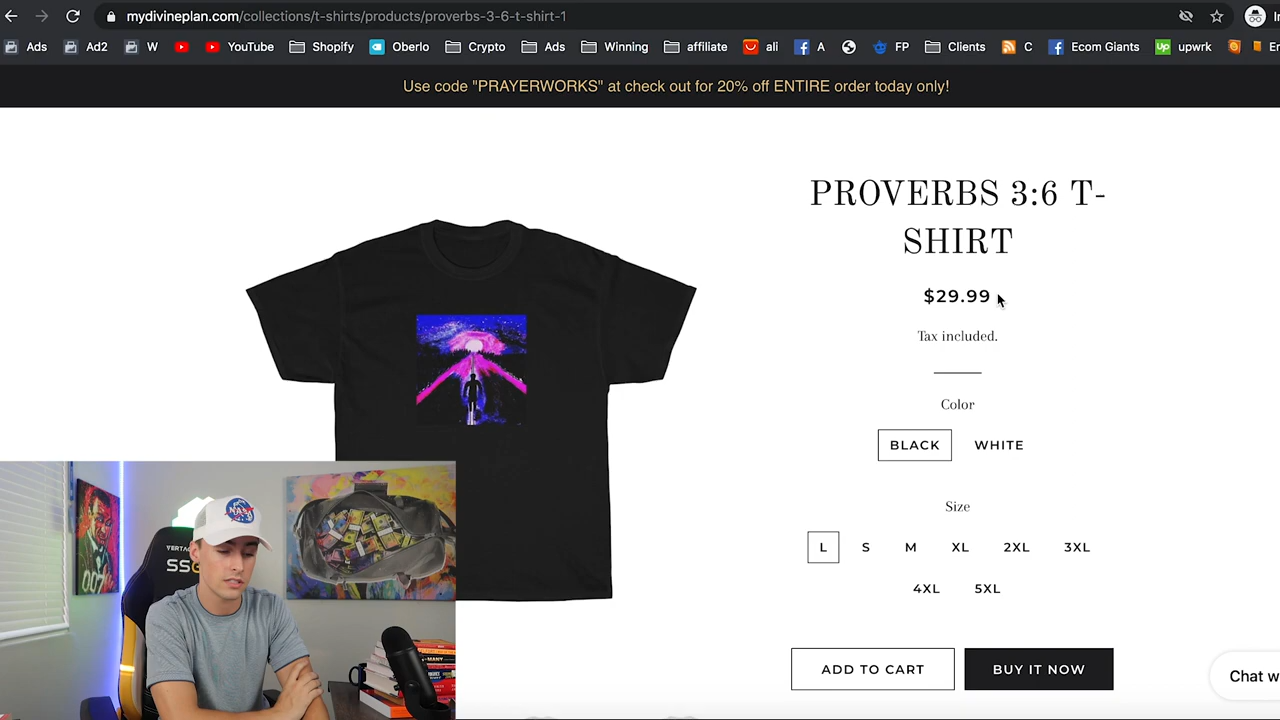 mydivineplan.com/collections/t-shirts/products/proverbs-3-6-t-shirt-1
Ads Ad2 W YouTube Shopify Oberlo Crypto Ads Winning affiliate ali A FP Clients C Ecom Giants Up upwrk
Use code "PRAYERWORKS" at check out for 20% off ENTIRE order today only!
PROVERBS 3:6 T-
SHIRT
$29.99
Tax included.
Color
BLACK WHITE
Size
L S M XL 2XL 3XL
4XL 5XL
ADD TO CART BUY IT NOW
Chat w
NASA
007